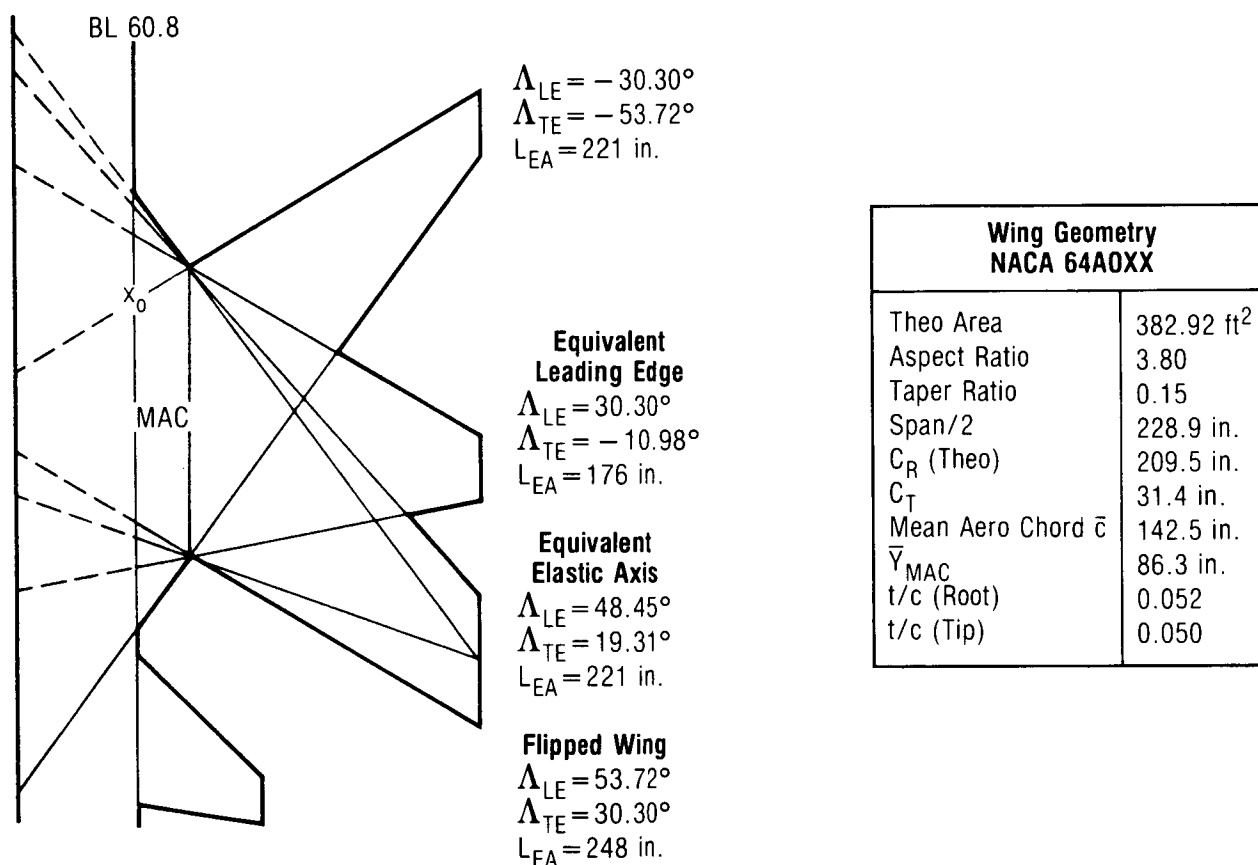 BL 60.8
Λ_LE = − 30.30°
Λ_TE = − 53.72°
L_EA = 221 in.
x₀
MAC
Equivalent
Leading Edge
Λ_LE = 30.30°
Λ_TE = − 10.98°
L_EA = 176 in.
Equivalent
Elastic Axis
Λ_LE = 48.45°
Λ_TE = 19.31°
L_EA = 221 in.
Flipped Wing
Λ_LE = 53.72°
Λ_TE = 30.30°
L_EA = 248 in.
Wing Geometry
NACA 64A0XX
Theo Area 382.92 ft²
Aspect Ratio 3.80
Taper Ratio 0.15
Span/2 228.9 in.
C_R (Theo) 209.5 in.
C_T 31.4 in.
Mean Aero Chord c̄ 142.5 in.
Ȳ_MAC 86.3 in.
t/c (Root) 0.052
t/c (Tip) 0.050